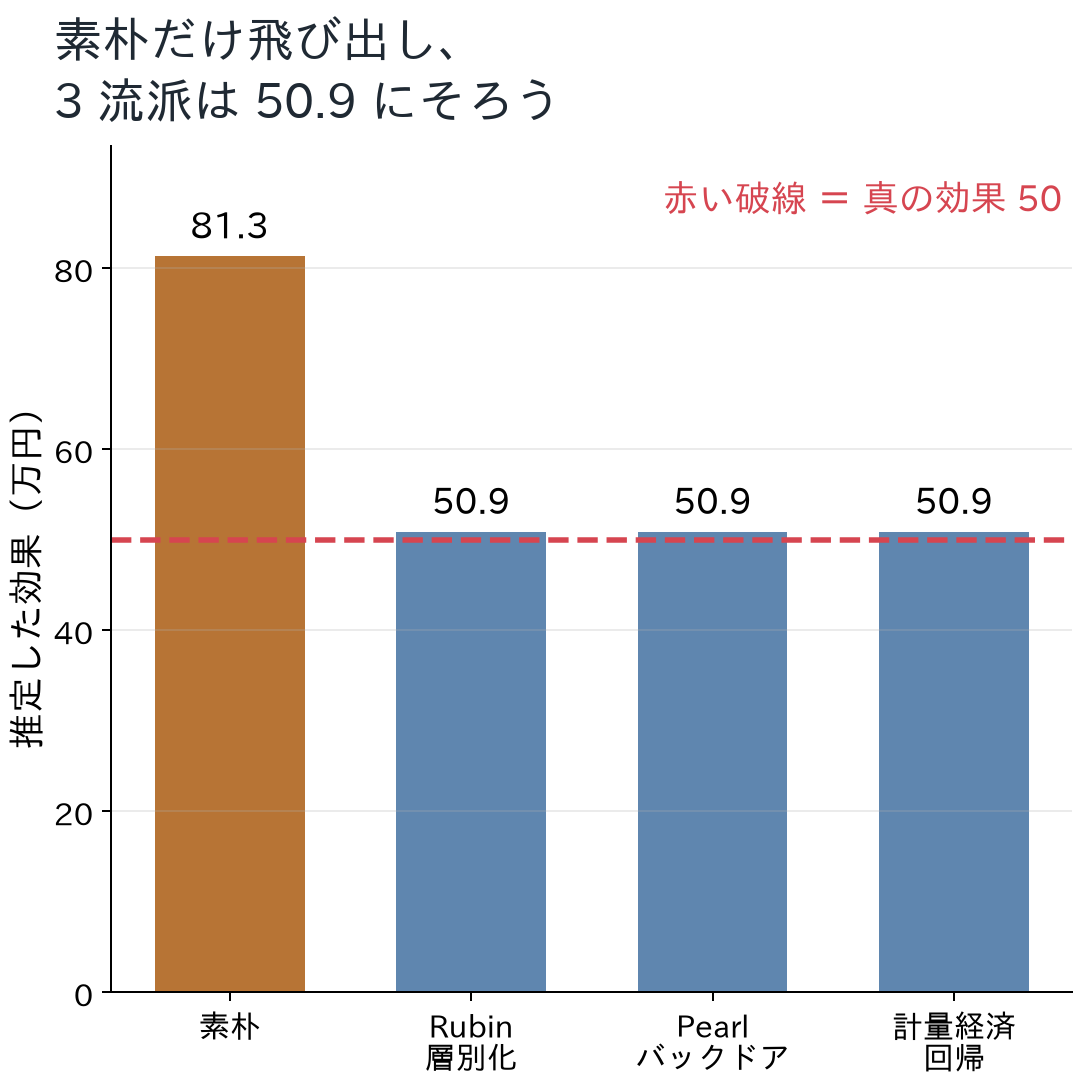 素朴だけ飛び出し、
3 流派は 50.9 にそろう
赤い破線 = 真の効果 50
推定した効果（万円）
80
60
40
20
0
81.3
50.9
50.9
50.9
素朴
Rubin
層別化
Pearl
バックドア
計量経済
回帰